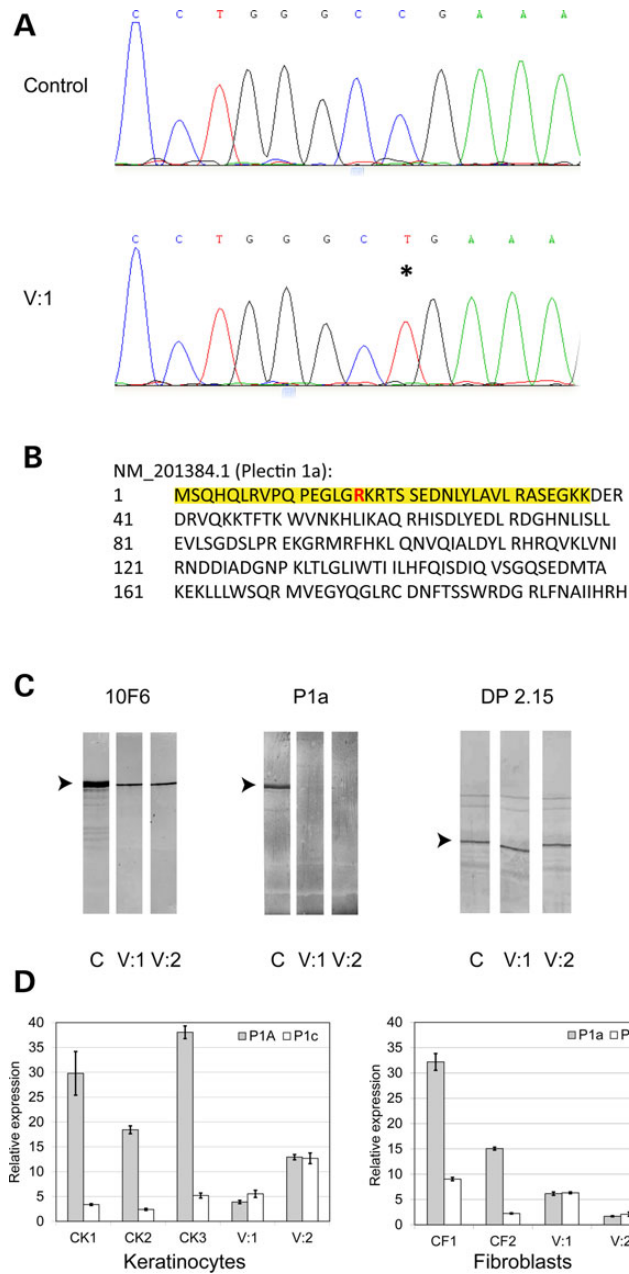 A
C C T G G G C C G A A A
Control
C C T G G G C T G A A A
*
V:1
B
NM_201384.1 (Plectin 1a):
1 MSQHQLRVPQ PEGLGRKRTS SEDNLYLAVL RASEGKKDER
41 DRVQKKTFTK WVNKHLIKAQ RHISDLYEDL RDGHNLISLL
81 EVLSGDSLPR EKGRMRFHKL QNVQIALDYL RHRQVKLVNI
121 RNDDIADGNP KLTLGLIWTI ILHFQISDIQ VSGQSEDMTA
161 KEKLLLWSQR MVEGYQGLRC DNFTSSWRDG RLFNAIIHRH
C
10F6 P1a DP 2.15
C V:1 V:2 C V:1 V:2 C V:1 V:2
D
Relative expression
40
35
30
25
20
15
10
5
0
P1A P1c
CK1 CK2 CK3 V:1 V:2
Keratinocytes
Relative expression
40
35
30
25
20
15
10
5
0
P1a P
CF1 CF2 V:1 V:2
Fibroblasts